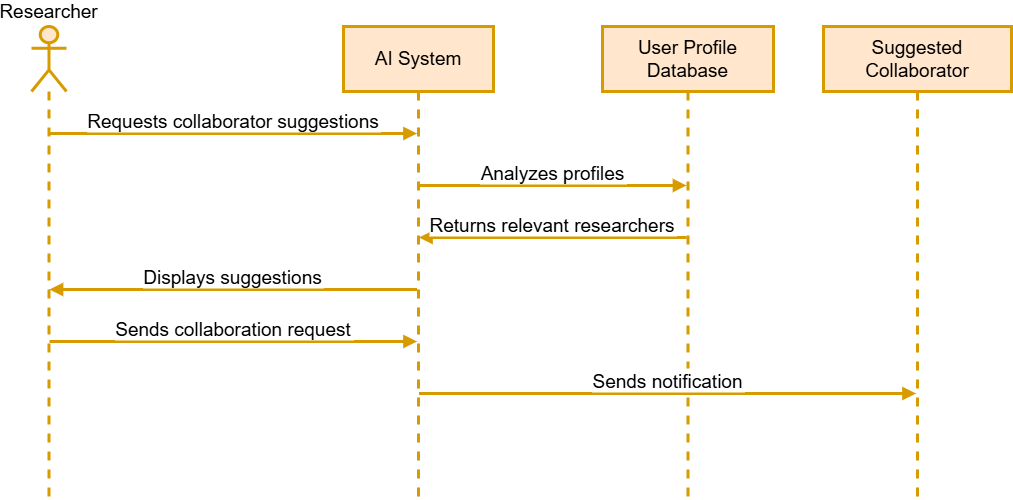 Researcher
AI System
User Profile
Database
Suggested
Collaborator
Requests collaborator suggestions
Analyzes profiles
Returns relevant researchers
Displays suggestions
Sends collaboration request
Sends notification